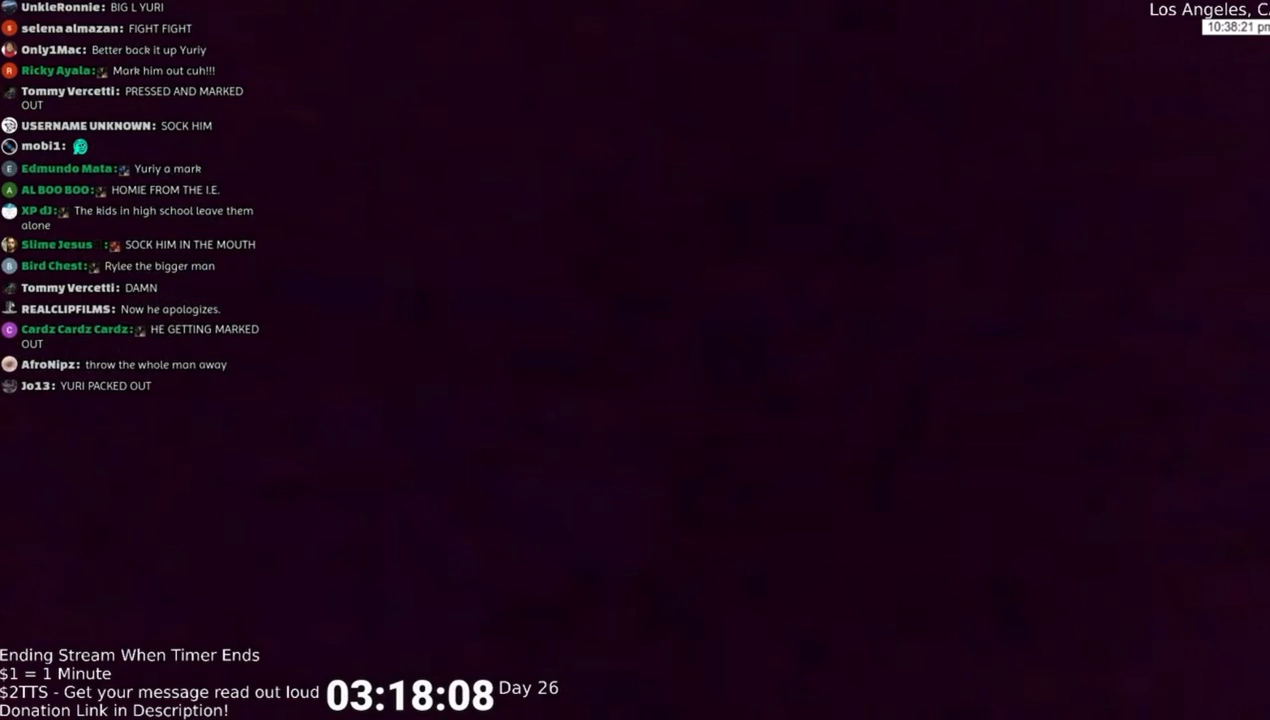 UnkleRonnie: BIG L YURI
Los Angeles, C
selena almazan: FIGHT FIGHT
10:38:21 pm
Only1Mac: Better back it up Yuriy
Ricky Ayala: Mark him out cuh!!!
Tommy Vercetti: PRESSED AND MARKED
OUT
USERNAME UNKNOWN: SOCK HIM
mobi1:
Edmundo Mata: Yuriy a mark
AL BOO BOO: HOMIE FROM THE I.E.
XP dJ: The kids in high school leave them
alone
Slime Jesus : SOCK HIM IN THE MOUTH
Bird Chest: Rylee the bigger man
Tommy Vercetti: DAMN
REALCLIPFILMS: Now he apologizes.
Cardz Cardz Cardz: HE GETTING MARKED
OUT
AfroNipz: throw the whole man away
Jo13: YURI PACKED OUT
Ending Stream When Timer Ends
$1 = 1 Minute
$2TTS - Get your message read out loud
03:18:08 Day 26
Donation Link in Description!